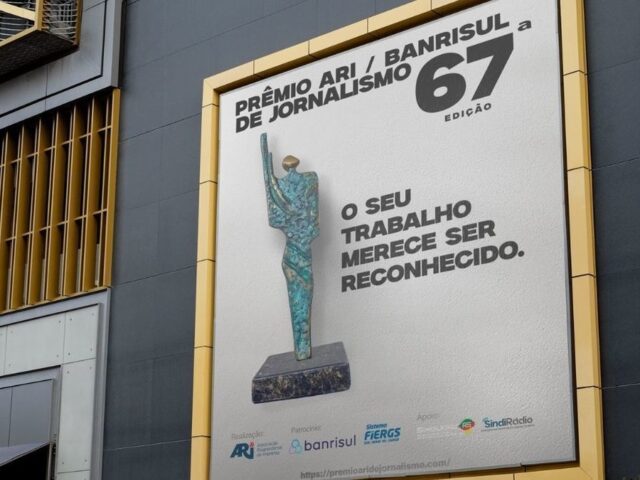 PRÊMIO ARI / BANRISUL
DE JORNALISMO
67ª
EDIÇÃO
O SEU
TRABALHO
MERECE SER
RECONHECIDO.
Realização:
ARI
Patrocínio:
banrisul
Sistema
FIERGS
Apoio:
SindiRádio
https://premioaridejornalismo.com/